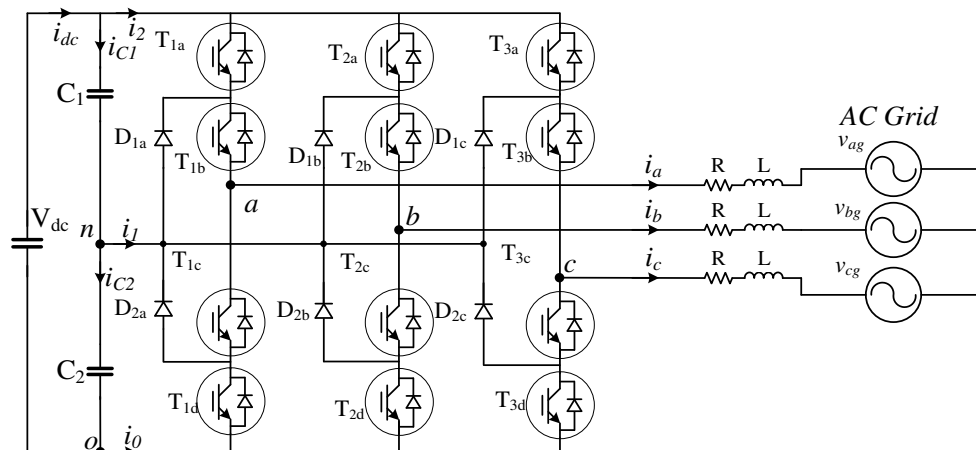 i_dc
i_C1
i_2
T_1a
T_2a
T_3a
C_1
AC Grid
D_1a
T_1b
D_1b
T_2b
D_1c
T_3b
v_ag
a
i_a
R
L
V_dc
n
i_1
b
i_b
R
L
v_bg
i_C2
T_1c
T_2c
T_3c
c
i_c
R
L
v_cg
D_2a
D_2b
D_2c
C_2
T_1d
T_2d
T_3d
o
i_0